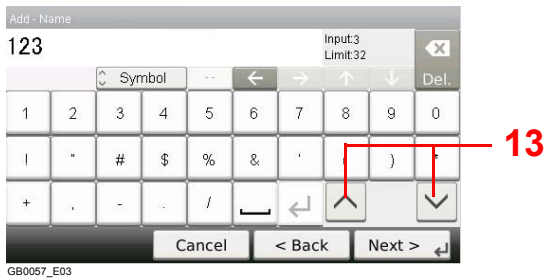 Add - Name
123
Input:3
Limit:32
Symbol -- ← → ↑ ↓ Del.
1 2 3 4 5 6 7 8 9 0
! " # $ % & ' ( ) *
+ , - . /
13
Cancel < Back Next >
GB0057_E03